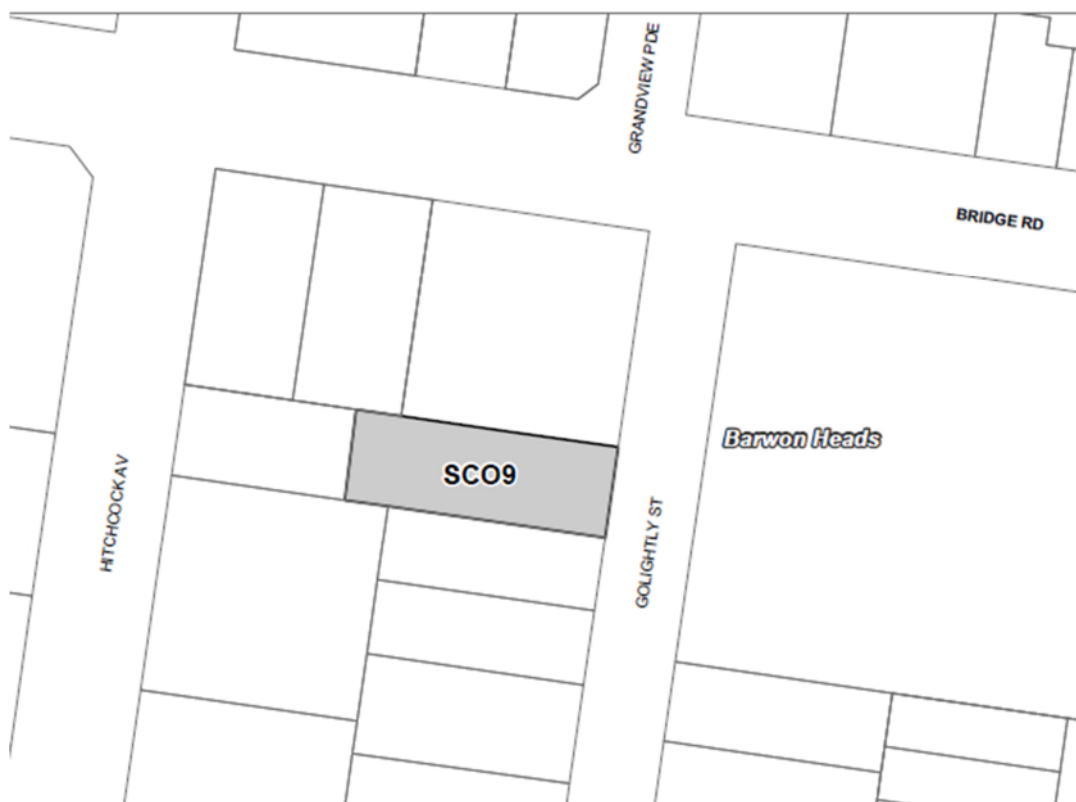 GRANDVIEW PDE
BRIDGE RD
Barwon Heads
SCO9
HITCHCOCK AV
GOLIGHTLY ST